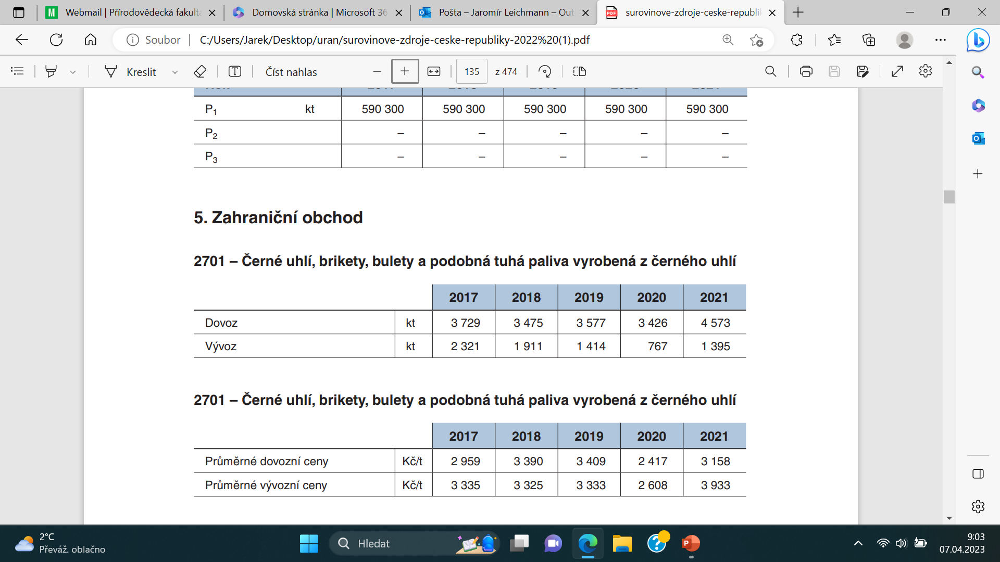 Webmail | Přírodovědecká fakult
Domovská stránka | Microsoft 36
Pošta – Jaromír Leichmann – Out
surovinove-zdroje-ceske-republi
Soubor
C:/Users/Jarek/Desktop/uran/surovinove-zdroje-ceske-republiky-2022%20(1).pdf
Kreslit
Číst nahlas
135
z 474
P1 kt 590 300 590 300 590 300 590 300 590 300
P2 – – – – –
P3 – – – – –
5. Zahraniční obchod
2701 – Černé uhlí, brikety, bulety a podobná tuhá paliva vyrobená z černého uhlí
2017 2018 2019 2020 2021
Dovoz kt 3 729 3 475 3 577 3 426 4 573
Vývoz kt 2 321 1 911 1 414 767 1 395
2701 – Černé uhlí, brikety, bulety a podobná tuhá paliva vyrobená z černého uhlí
2017 2018 2019 2020 2021
Průměrné dovozní ceny Kč/t 2 959 3 390 3 409 2 417 3 158
Průměrné vývozní ceny Kč/t 3 335 3 325 3 333 2 608 3 933
2°C
Převáž. oblačno
Hledat
9:03
07.04.2023